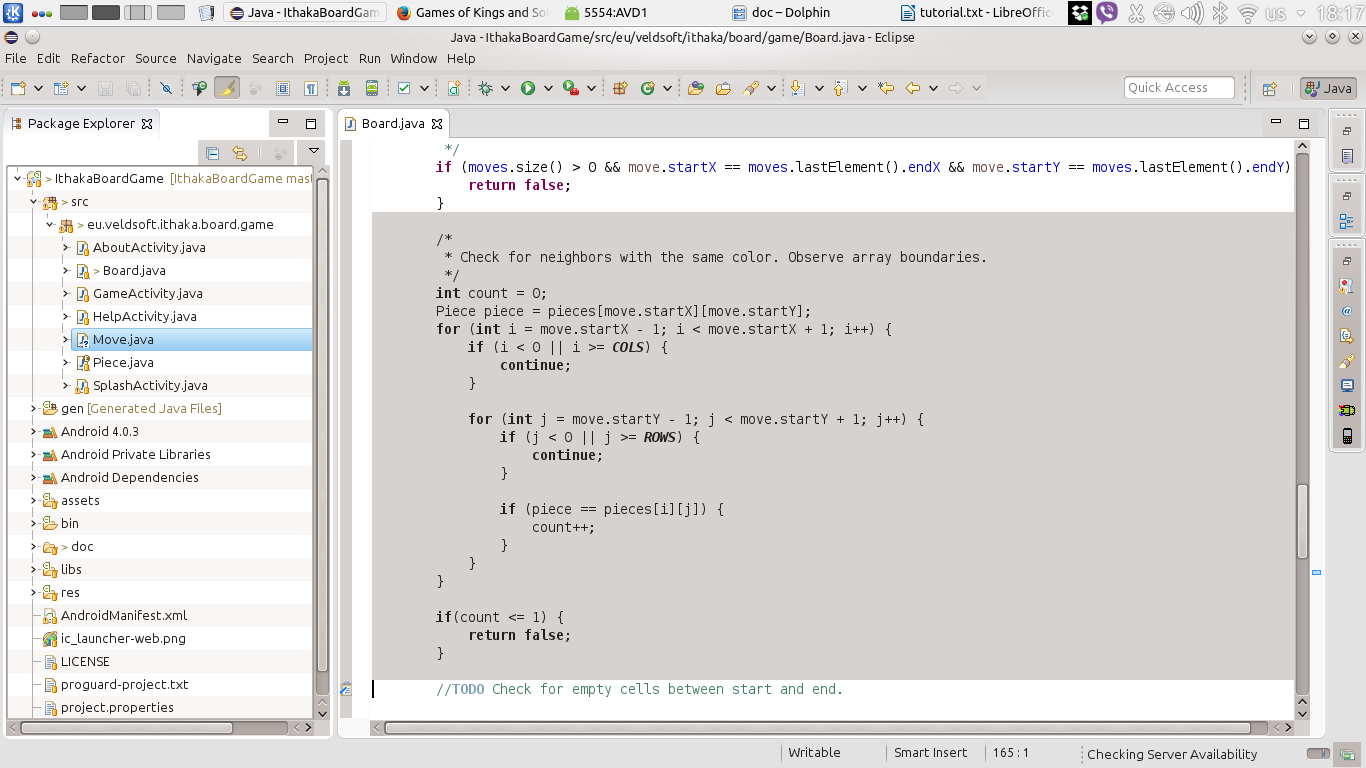 Java - IthakaBoardGam
Games of Kings and So
5554:AVD1
doc – Dolphin
tutorial.txt - LibreOffic
us
18:17
Java - IthakaBoardGame/src/eu/veldsoft/ithaka/board/game/Board.java - Eclipse
File Edit Refactor Source Navigate Search Project Run Window Help
Quick Access
Java
Package Explorer
Board.java
> IthakaBoardGame [IthakaBoardGame mast
> src
> eu.veldsoft.ithaka.board.game
AboutActivity.java
> Board.java
GameActivity.java
HelpActivity.java
Move.java
Piece.java
SplashActivity.java
gen [Generated Java Files]
Android 4.0.3
Android Private Libraries
Android Dependencies
assets
bin
> doc
libs
res
AndroidManifest.xml
ic_launcher-web.png
LICENSE
proguard-project.txt
project.properties
*/
if (moves.size() > 0 && move.startX == moves.lastElement().endX && move.startY == moves.lastElement().endY)
return false;
}
/*
* Check for neighbors with the same color. Observe array boundaries.
*/
int count = 0;
Piece piece = pieces[move.startX][move.startY];
for (int i = move.startX - 1; i < move.startX + 1; i++) {
if (i < 0 || i >= COLS) {
continue;
}
for (int j = move.startY - 1; j < move.startY + 1; j++) {
if (j < 0 || j >= ROWS) {
continue;
}
if (piece == pieces[i][j]) {
count++;
}
}
}
if(count <= 1) {
return false;
}
//TODO Check for empty cells between start and end.
Writable
Smart Insert
165 : 1
Checking Server Availability